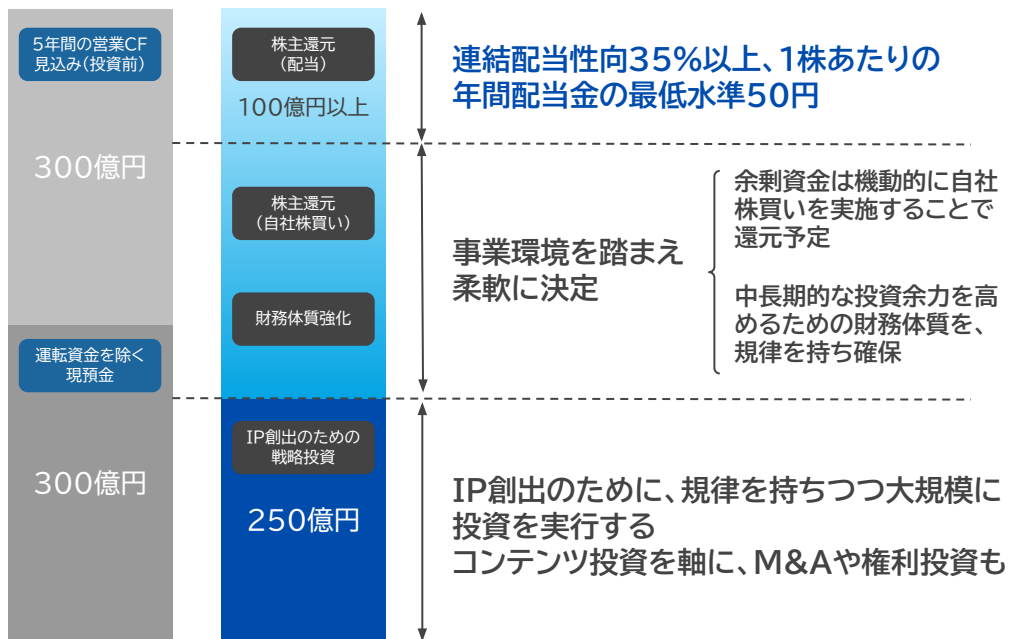 5年間の営業CF
見込み(投資前)
300億円
運転資金を除く
現預金
300億円
株主還元
(配当)
100億円以上
株主還元
(自社株買い)
財務体質強化
IP創出のための
戦略投資
250億円
連結配当性向35%以上、1株あたりの
年間配当金の最低水準50円
事業環境を踏まえ
柔軟に決定
余剰資金は機動的に自社
株買いを実施することで
還元予定
中長期的な投資余力を高
めるための財務体質を、
規律を持ち確保
IP創出のために、規律を持ちつつ大規模に
投資を実行する
コンテンツ投資を軸に、M&Aや権利投資も